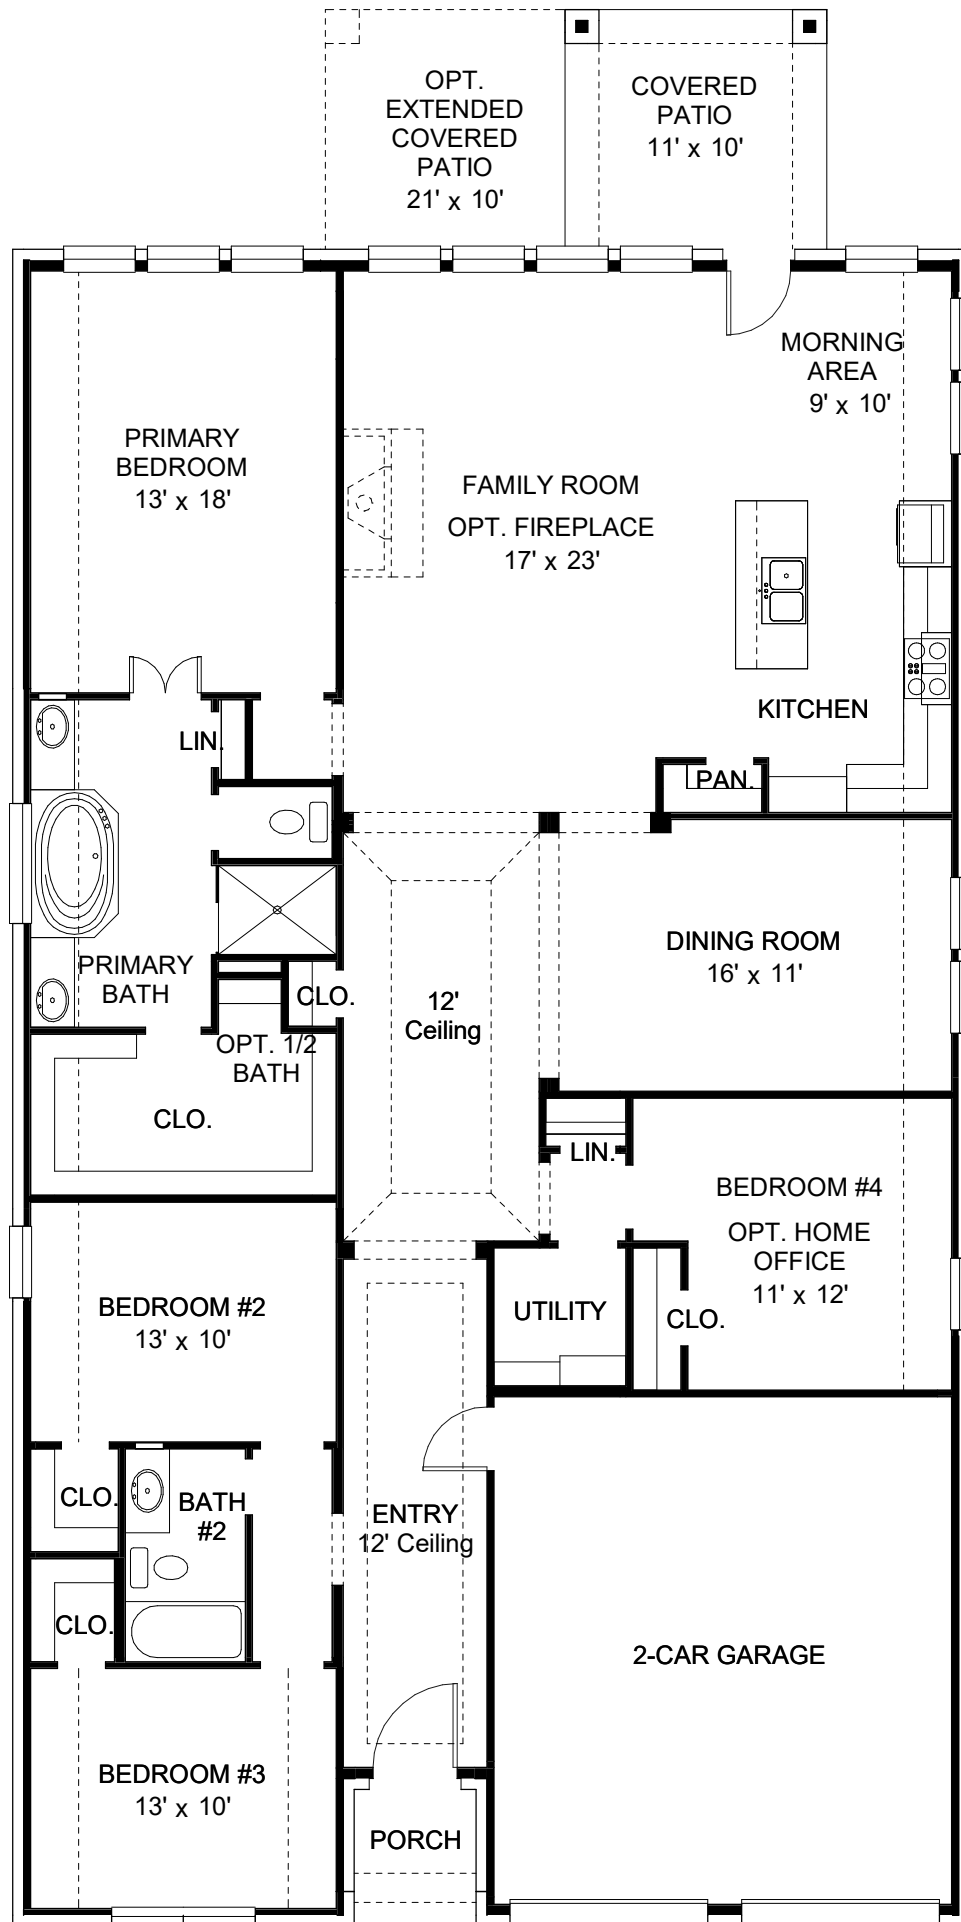 OPT.
EXTENDED
COVERED
PATIO
21' x 10'
COVERED
PATIO
11' x 10'
MORNING
AREA
9' x 10'
PRIMARY
BEDROOM
13' x 18'
FAMILY ROOM
OPT. FIREPLACE
17' x 23'
KITCHEN
LIN.
PAN.
PRIMARY
BATH
CLO.
OPT. 1/2
BATH
CLO.
12'
Ceiling
DINING ROOM
16' x 11'
LIN.
BEDROOM #4
OPT. HOME
OFFICE
11' x 12'
CLO.
UTILITY
BEDROOM #2
13' x 10'
CLO.
BATH
#2
ENTRY
12' Ceiling
CLO.
2-CAR GARAGE
BEDROOM #3
13' x 10'
PORCH